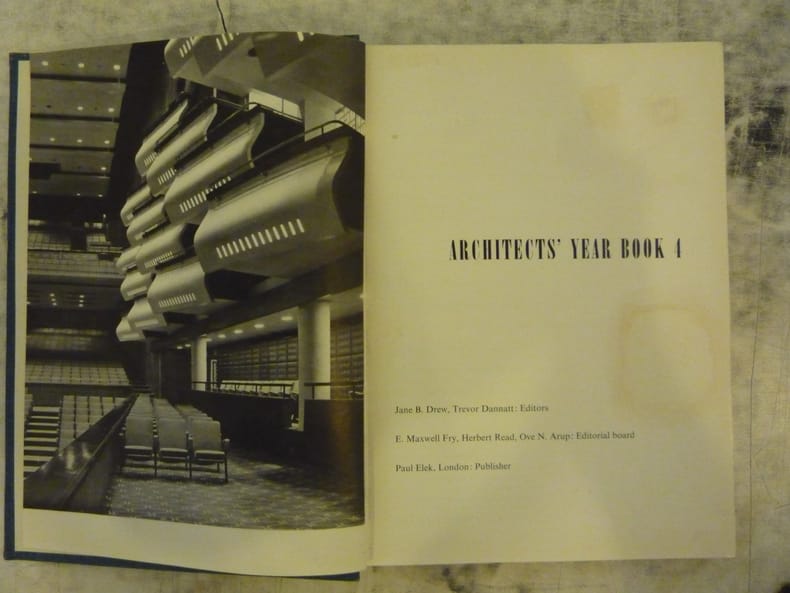 ARCHITECTS' YEAR BOOK 4
Jane B. Drew, Trevor Dannatt: Editors
E. Maxwell Fry, Herbert Read, Ove N. Arup: Editorial board
Paul Elek, London: Publisher